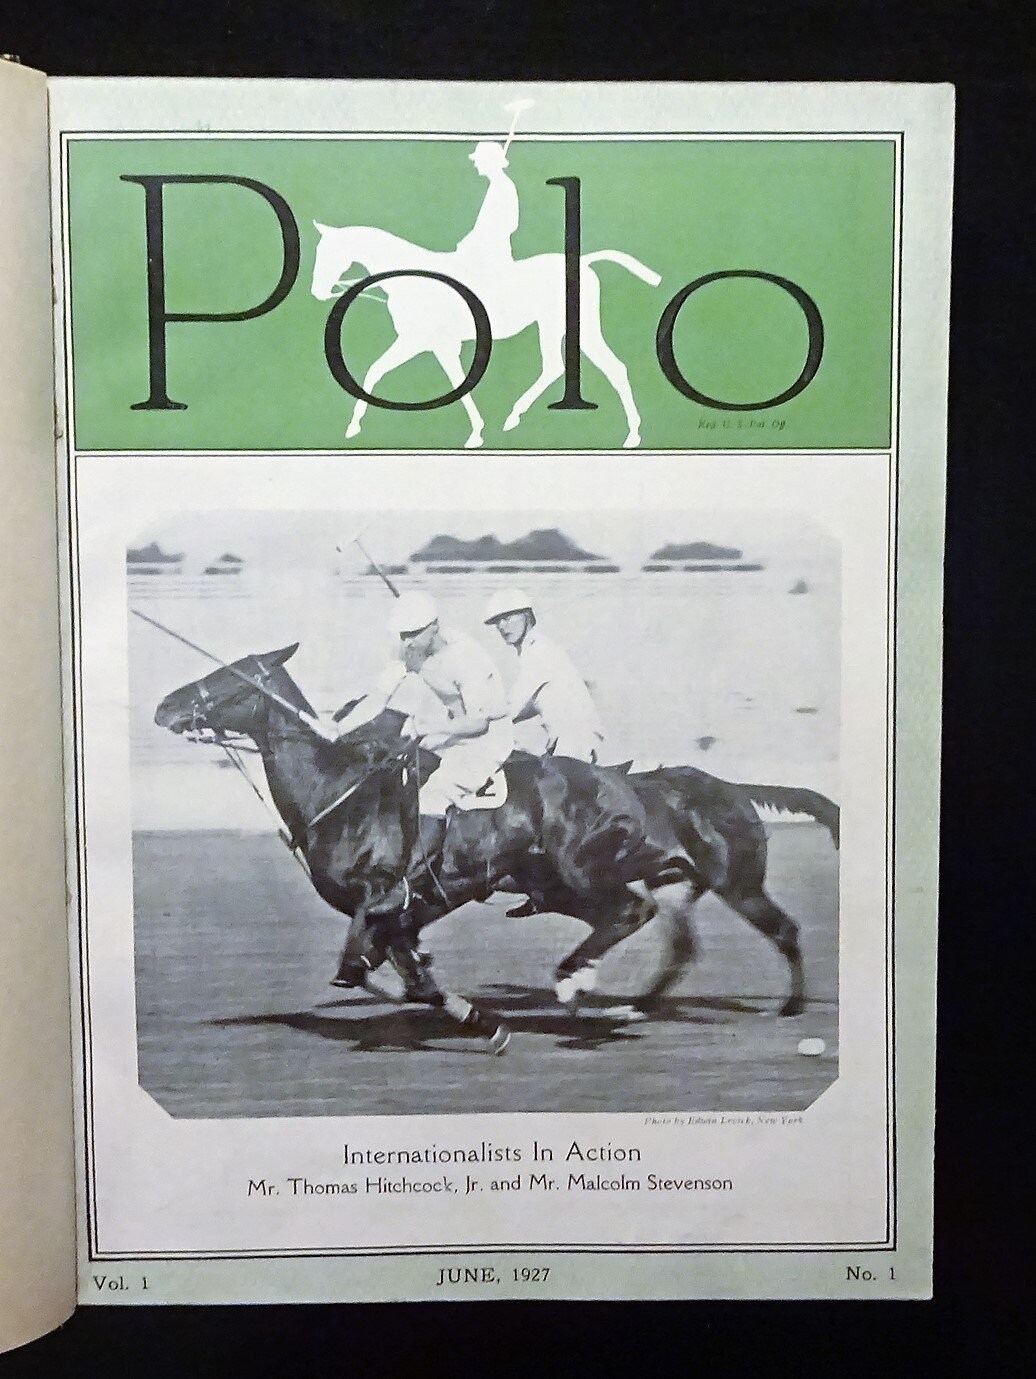 Polo
Reg. U. S. Pat. Off.
Photo by Edwin Levick, New York
Internationalists In Action
Mr. Thomas Hitchcock, Jr. and Mr. Malcolm Stevenson
Vol. 1
JUNE, 1927
No. 1